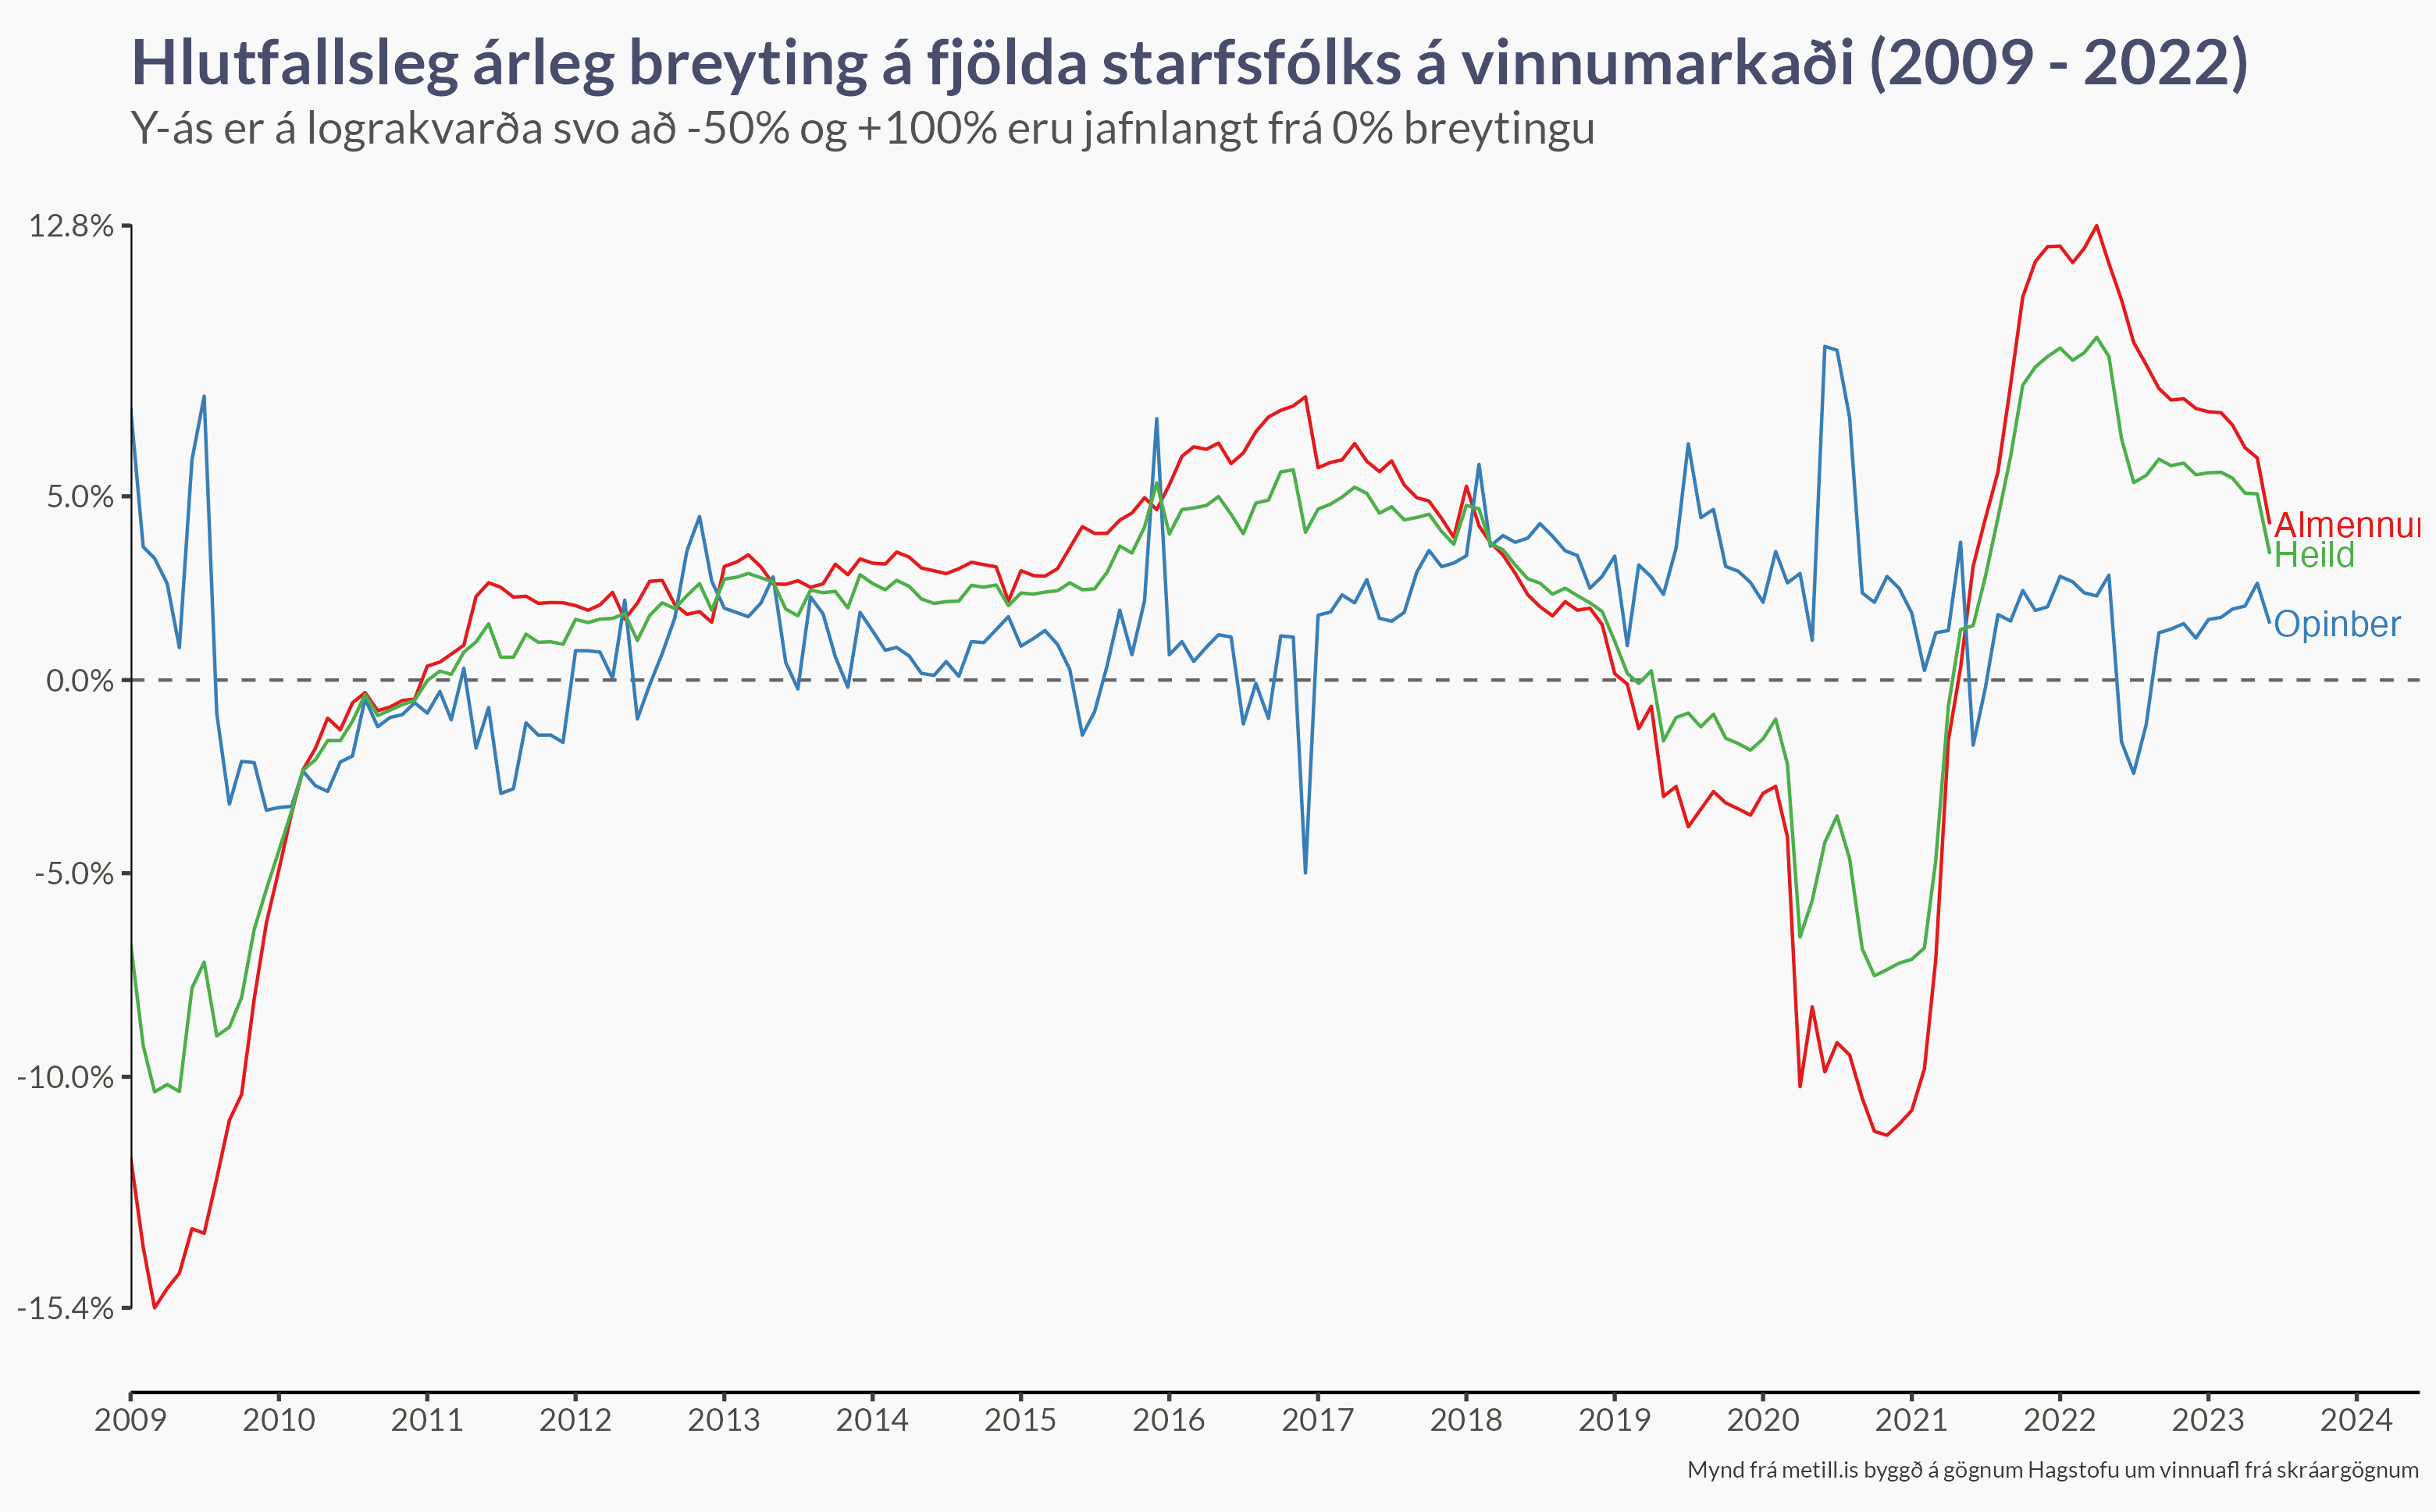 Hlutfallsleg árleg breyting á fjölda starfsfólks á vinnumarkaði (2009 - 2022)
Y-ás er á lograkvarða svo að -50% og +100% eru jafnlangt frá 0% breytingu
12.8%
5.0%
0.0%
-5.0%
-10.0%
-15.4%
Almennu
Heild
Opinber
2009 2010 2011 2012 2013 2014 2015 2016 2017 2018 2019 2020 2021 2022 2023 2024
Mynd frá metill.is byggð á gögnum Hagstofu um vinnuafl frá skráargögnum